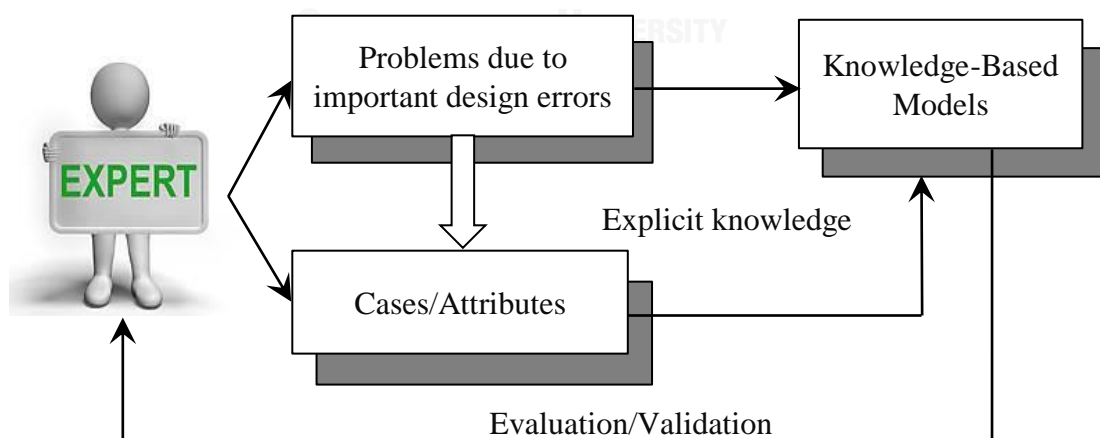 Problems due to
important design errors
Knowledge-Based
Models
EXPERT
Explicit knowledge
Cases/Attributes
Evaluation/Validation